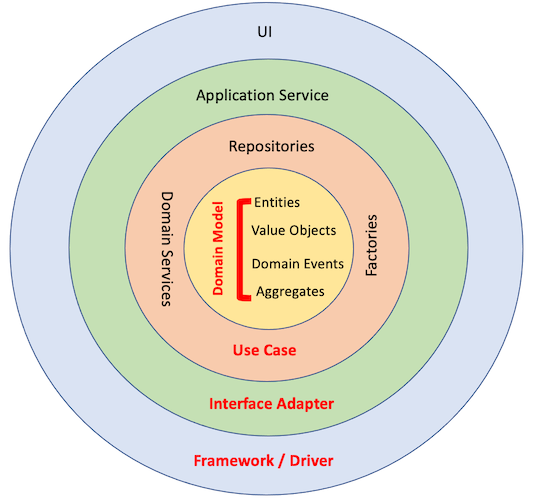 UI
Application Service
Repositories
Domain Services
Domain Model
Entities
Value Objects
Domain Events
Aggregates
Factories
Use Case
Interface Adapter
Framework / Driver